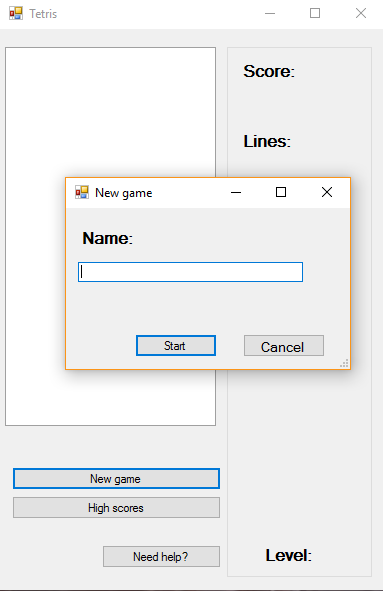 Tetris
Score:
Lines:
New game
Name:
Start
Cancel
New game
High scores
Need help?
Level: